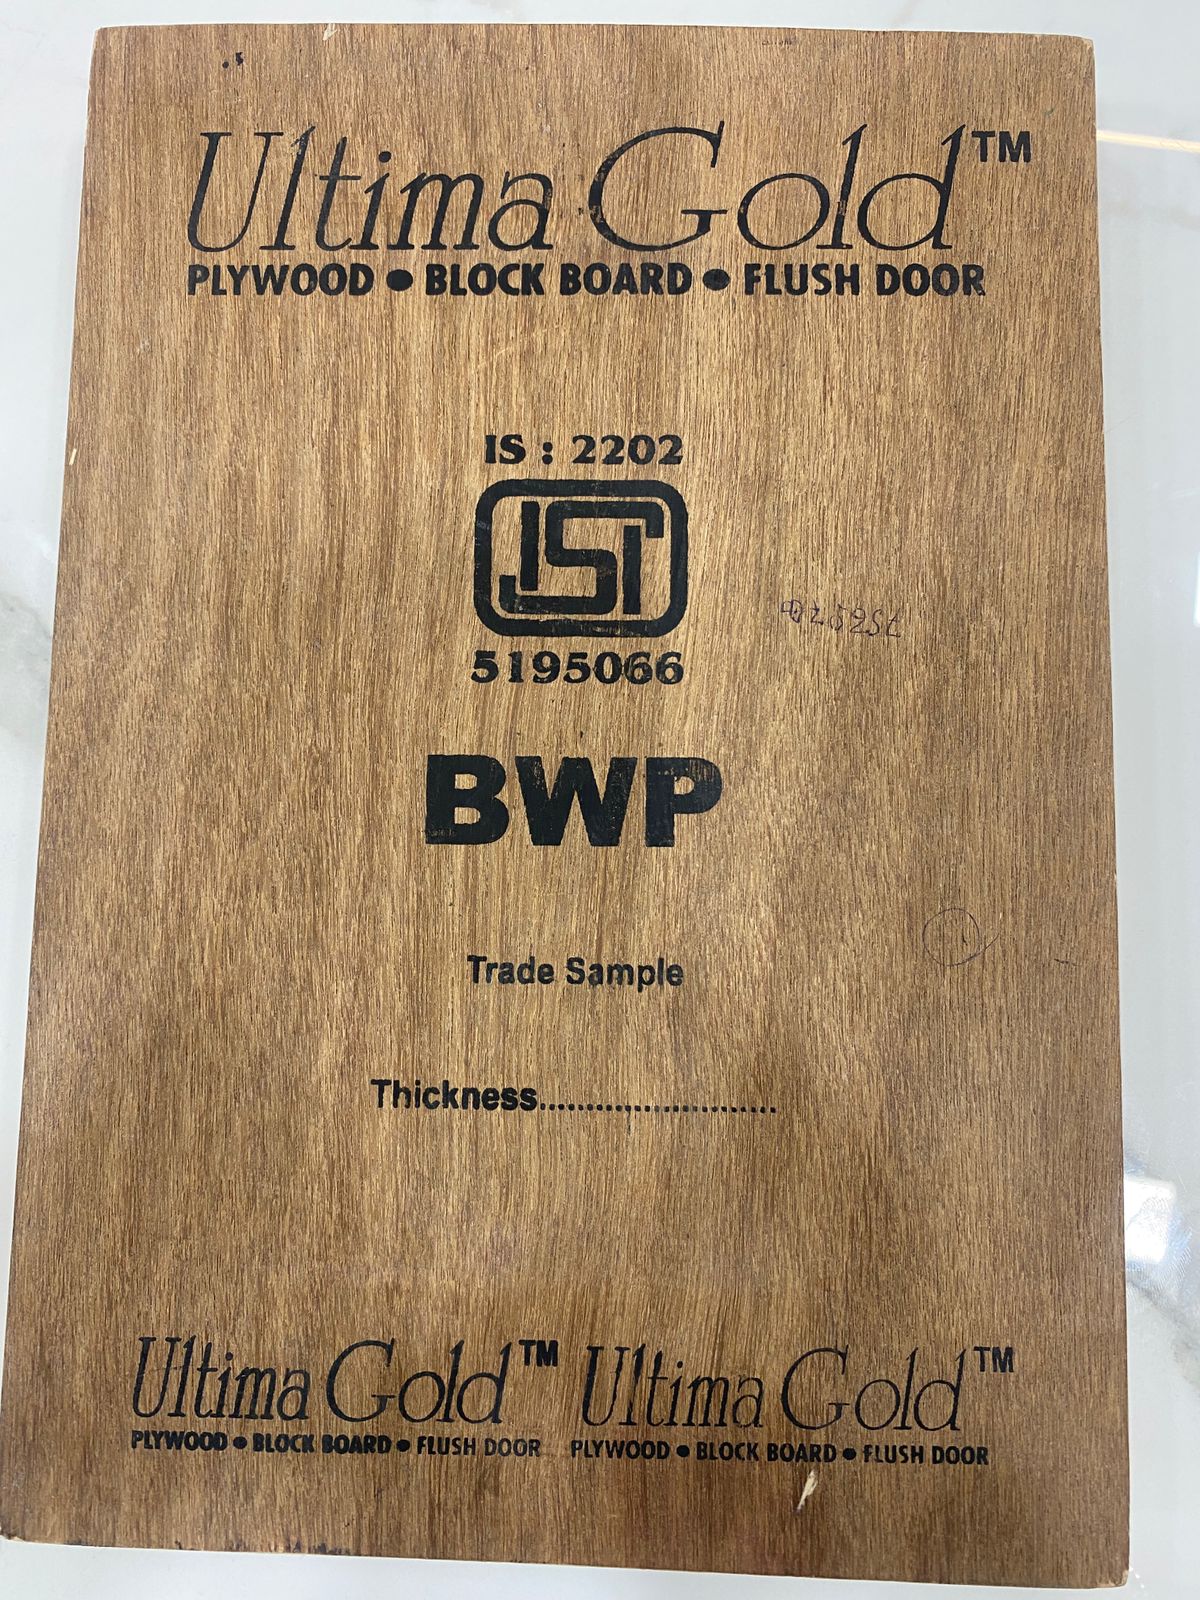 Ultima Gold™
PLYWOOD ● BLOCK BOARD ● FLUSH DOOR
IS : 2202
ISI
5195066
BWP
Trade Sample
Thickness..........................
Ultima Gold™ Ultima Gold™
PLYWOOD ● BLOCK BOARD ● FLUSH DOOR PLYWOOD ● BLOCK BOARD ● FLUSH DOOR